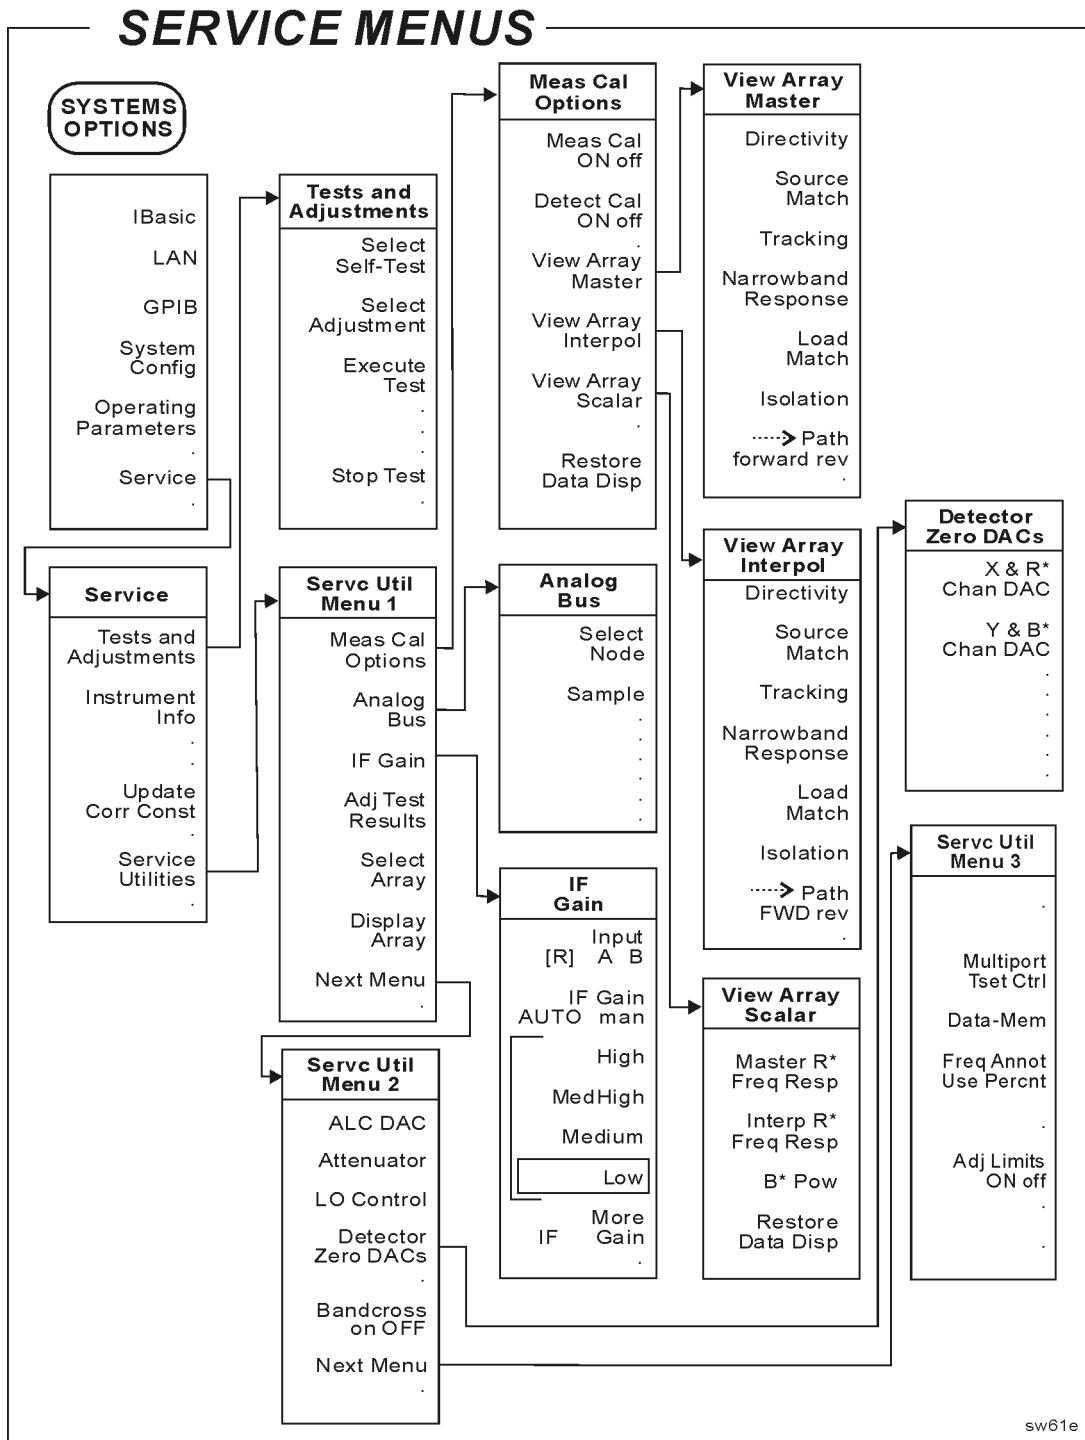 SERVICE MENUS
SYSTEMS
OPTIONS
IBasic
LAN
GPIB
System
Config
Operating
Parameters
.
Service
.
Tests and
Adjustments
Select
Self-Test
Select
Adjustment
Execute
Test
.
.
.
Stop Test
.
Meas Cal
Options
Meas Cal
ON off
Detect Cal
ON off
.
View Array
Master
View Array
Interpol
View Array
Scalar
.
Restore
Data Disp
View Array
Master
Directivity
Source
Match
Tracking
Narrowband
Response
Load
Match
Isolation
Path
forward rev
.
Service
Tests and
Adjustments
Instrument
Info
.
.
Update
Corr Const
.
Service
Utilities
.
Servc Util
Menu 1
Meas Cal
Options
Analog
Bus
IF Gain
Adj Test
Results
Select
Array
Display
Array
Next Menu
.
Analog
Bus
Select
Node
Sample
.
.
.
.
.
.
View Array
Interpol
Directivity
Source
Match
Tracking
Narrowband
Response
Load
Match
Isolation
Path
FWD rev
.
Detector
Zero DACs
X & R*
Chan DAC
Y & B*
Chan DAC
.
.
.
.
.
.
Servc Util
Menu 2
ALC DAC
Attenuator
LO Control
Detector
Zero DACs
.
Bandcross
on OFF
Next Menu
.
IF
Gain
Input
[R] A B
IF Gain
AUTO man
High
MedHigh
Medium
Low
More
IF Gain
.
View Array
Scalar
Master R*
Freq Resp
Interp R*
Freq Resp
B* Pow
Restore
Data Disp
Servc Util
Menu 3
.
Multiport
Tset Ctrl
Data-Mem
Freq Annot
Use Percnt
.
Adj Limits
ON off
.
.
sw61e